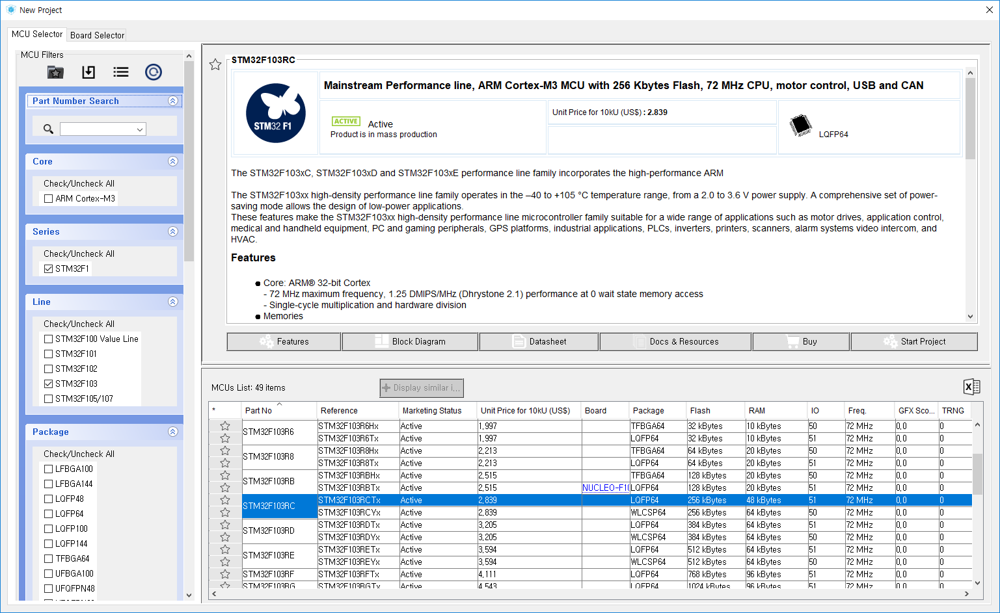 New Project
MCU Selector
Board Selector
MCU Filters
Part Number Search
Core
Check/Uncheck All
ARM Cortex-M3
Series
Check/Uncheck All
STM32F1
Line
Check/Uncheck All
STM32F100 Value Line
STM32F101
STM32F102
STM32F103
STM32F105/107
Package
Check/Uncheck All
LFBGA100
LFBGA144
LQFP48
LQFP64
LQFP100
LQFP144
TFBGA64
UFBGA100
UFQFPN48
STM32F103RC
STM32 F1
Mainstream Performance line, ARM Cortex-M3 MCU with 256 Kbytes Flash, 72 MHz CPU, motor control, USB and CAN
ACTIVE Active
Product is in mass production
Unit Price for 10kU (US$) : 2.839
LQFP64
The STM32F103xC, STM32F103xD and STM32F103xE performance line family incorporates the high-performance ARM
The STM32F103xx high-density performance line family operates in the –40 to +105 °C temperature range, from a 2.0 to 3.6 V power supply. A comprehensive set of power-
saving mode allows the design of low-power applications.
These features make the STM32F103xx high-density performance line microcontroller family suitable for a wide range of applications such as motor drives, application control,
medical and handheld equipment, PC and gaming peripherals, GPS platforms, industrial applications, PLCs, inverters, printers, scanners, alarm systems video intercom, and
HVAC.
Features
● Core: ARM® 32-bit Cortex
- 72 MHz maximum frequency, 1.25 DMIPS/MHz (Dhrystone 2.1) performance at 0 wait state memory access
- Single-cycle multiplication and hardware division
● Memories
Features
Block Diagram
Datasheet
Docs & Resources
Buy
Start Project
MCUs List: 49 items
Display similar i...
* Part No Reference Marketing Status Unit Price for 10kU (US$) Board Package Flash RAM IO Freq. GFX Sco... TRNG
STM32F103R6 STM32F103R6Hx Active 1,997 TFBGA64 32 kBytes 10 kBytes 50 72 MHz 0,0 0
STM32F103R6Tx Active 1,997 LQFP64 32 kBytes 10 kBytes 51 72 MHz 0,0 0
STM32F103R8 STM32F103R8Hx Active 2,213 TFBGA64 64 kBytes 20 kBytes 50 72 MHz 0,0 0
STM32F103R8Tx Active 2,213 LQFP64 64 kBytes 20 kBytes 51 72 MHz 0,0 0
STM32F103RB STM32F103RBHx Active 2,515 TFBGA64 128 kBytes 20 kBytes 50 72 MHz 0,0 0
STM32F103RBTx Active 2,515 NUCLEO-F10 LQFP64 128 kBytes 20 kBytes 51 72 MHz 0,0 0
STM32F103RC STM32F103RCTx Active 2,839 LQFP64 256 kBytes 48 kBytes 51 72 MHz 0,0 0
STM32F103RCYx Active 2,839 WLCSP64 256 kBytes 64 kBytes 50 72 MHz 0,0 0
STM32F103RD STM32F103RDTx Active 3,205 LQFP64 384 kBytes 64 kBytes 51 72 MHz 0,0 0
STM32F103RDYx Active 3,205 WLCSP64 384 kBytes 64 kBytes 50 72 MHz 0,0 0
STM32F103RE STM32F103RETx Active 3,594 LQFP64 512 kBytes 64 kBytes 51 72 MHz 0,0 0
STM32F103REYx Active 3,594 WLCSP64 512 kBytes 64 kBytes 50 72 MHz 0,0 0
STM32F103RF STM32F103RFTx Active 4,111 LQFP64 768 kBytes 96 kBytes 51 72 MHz 0,0 0
STM32F103RG STM32F103RGTx Active 4,543 LQFP64 1024 kBytes 96 kBytes 51 72 MHz 0,0 0